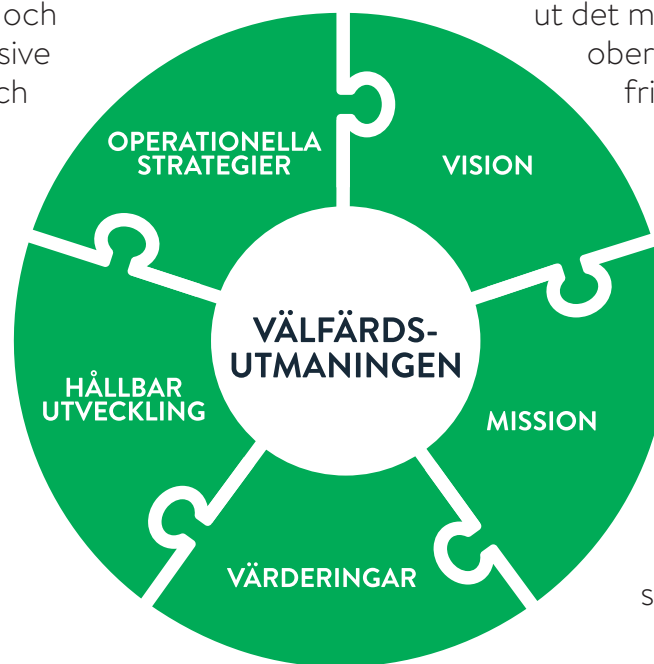 och
sive
ch
ut det m
ober
fri
OPERATIONELLA
STRATEGIER
VISION
VÄLFÄRDS-
UTMANINGEN
HÅLLBAR
UTVECKLING
MISSION
VÄRDERINGAR
s